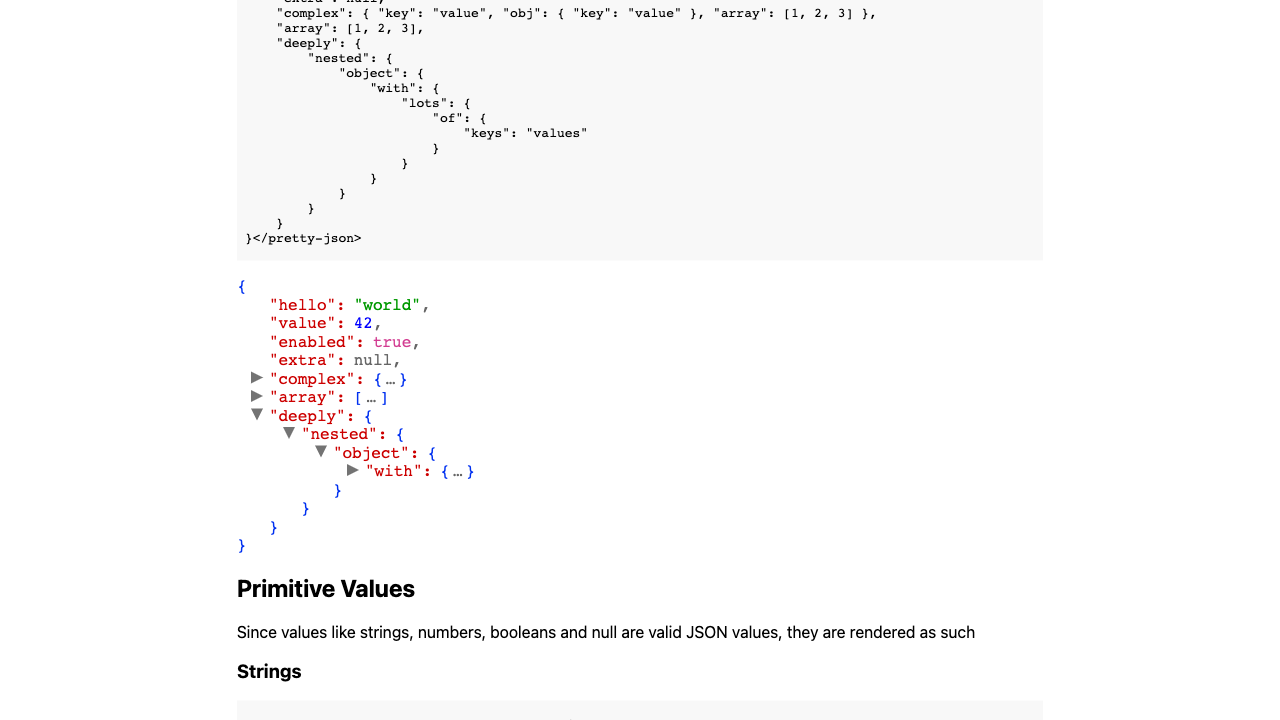 "extra": null,
"complex": { "key": "value", "obj": { "key": "value" }, "array": [1, 2, 3] },
"array": [1, 2, 3],
"deeply": {
"nested": {
"object": {
"with": {
"lots": {
"of": {
"keys": "values"
}
}
}
}
}
}
}</pretty-json>
{
"hello": "world",
"value": 42,
"enabled": true,
"extra": null,
▶ "complex": {…}
▶ "array": […]
▼ "deeply": {
▼ "nested": {
▼ "object": {
▶ "with": {…}
}
}
}
}
Primitive Values
Since values like strings, numbers, booleans and null are valid JSON values, they are rendered as such
Strings